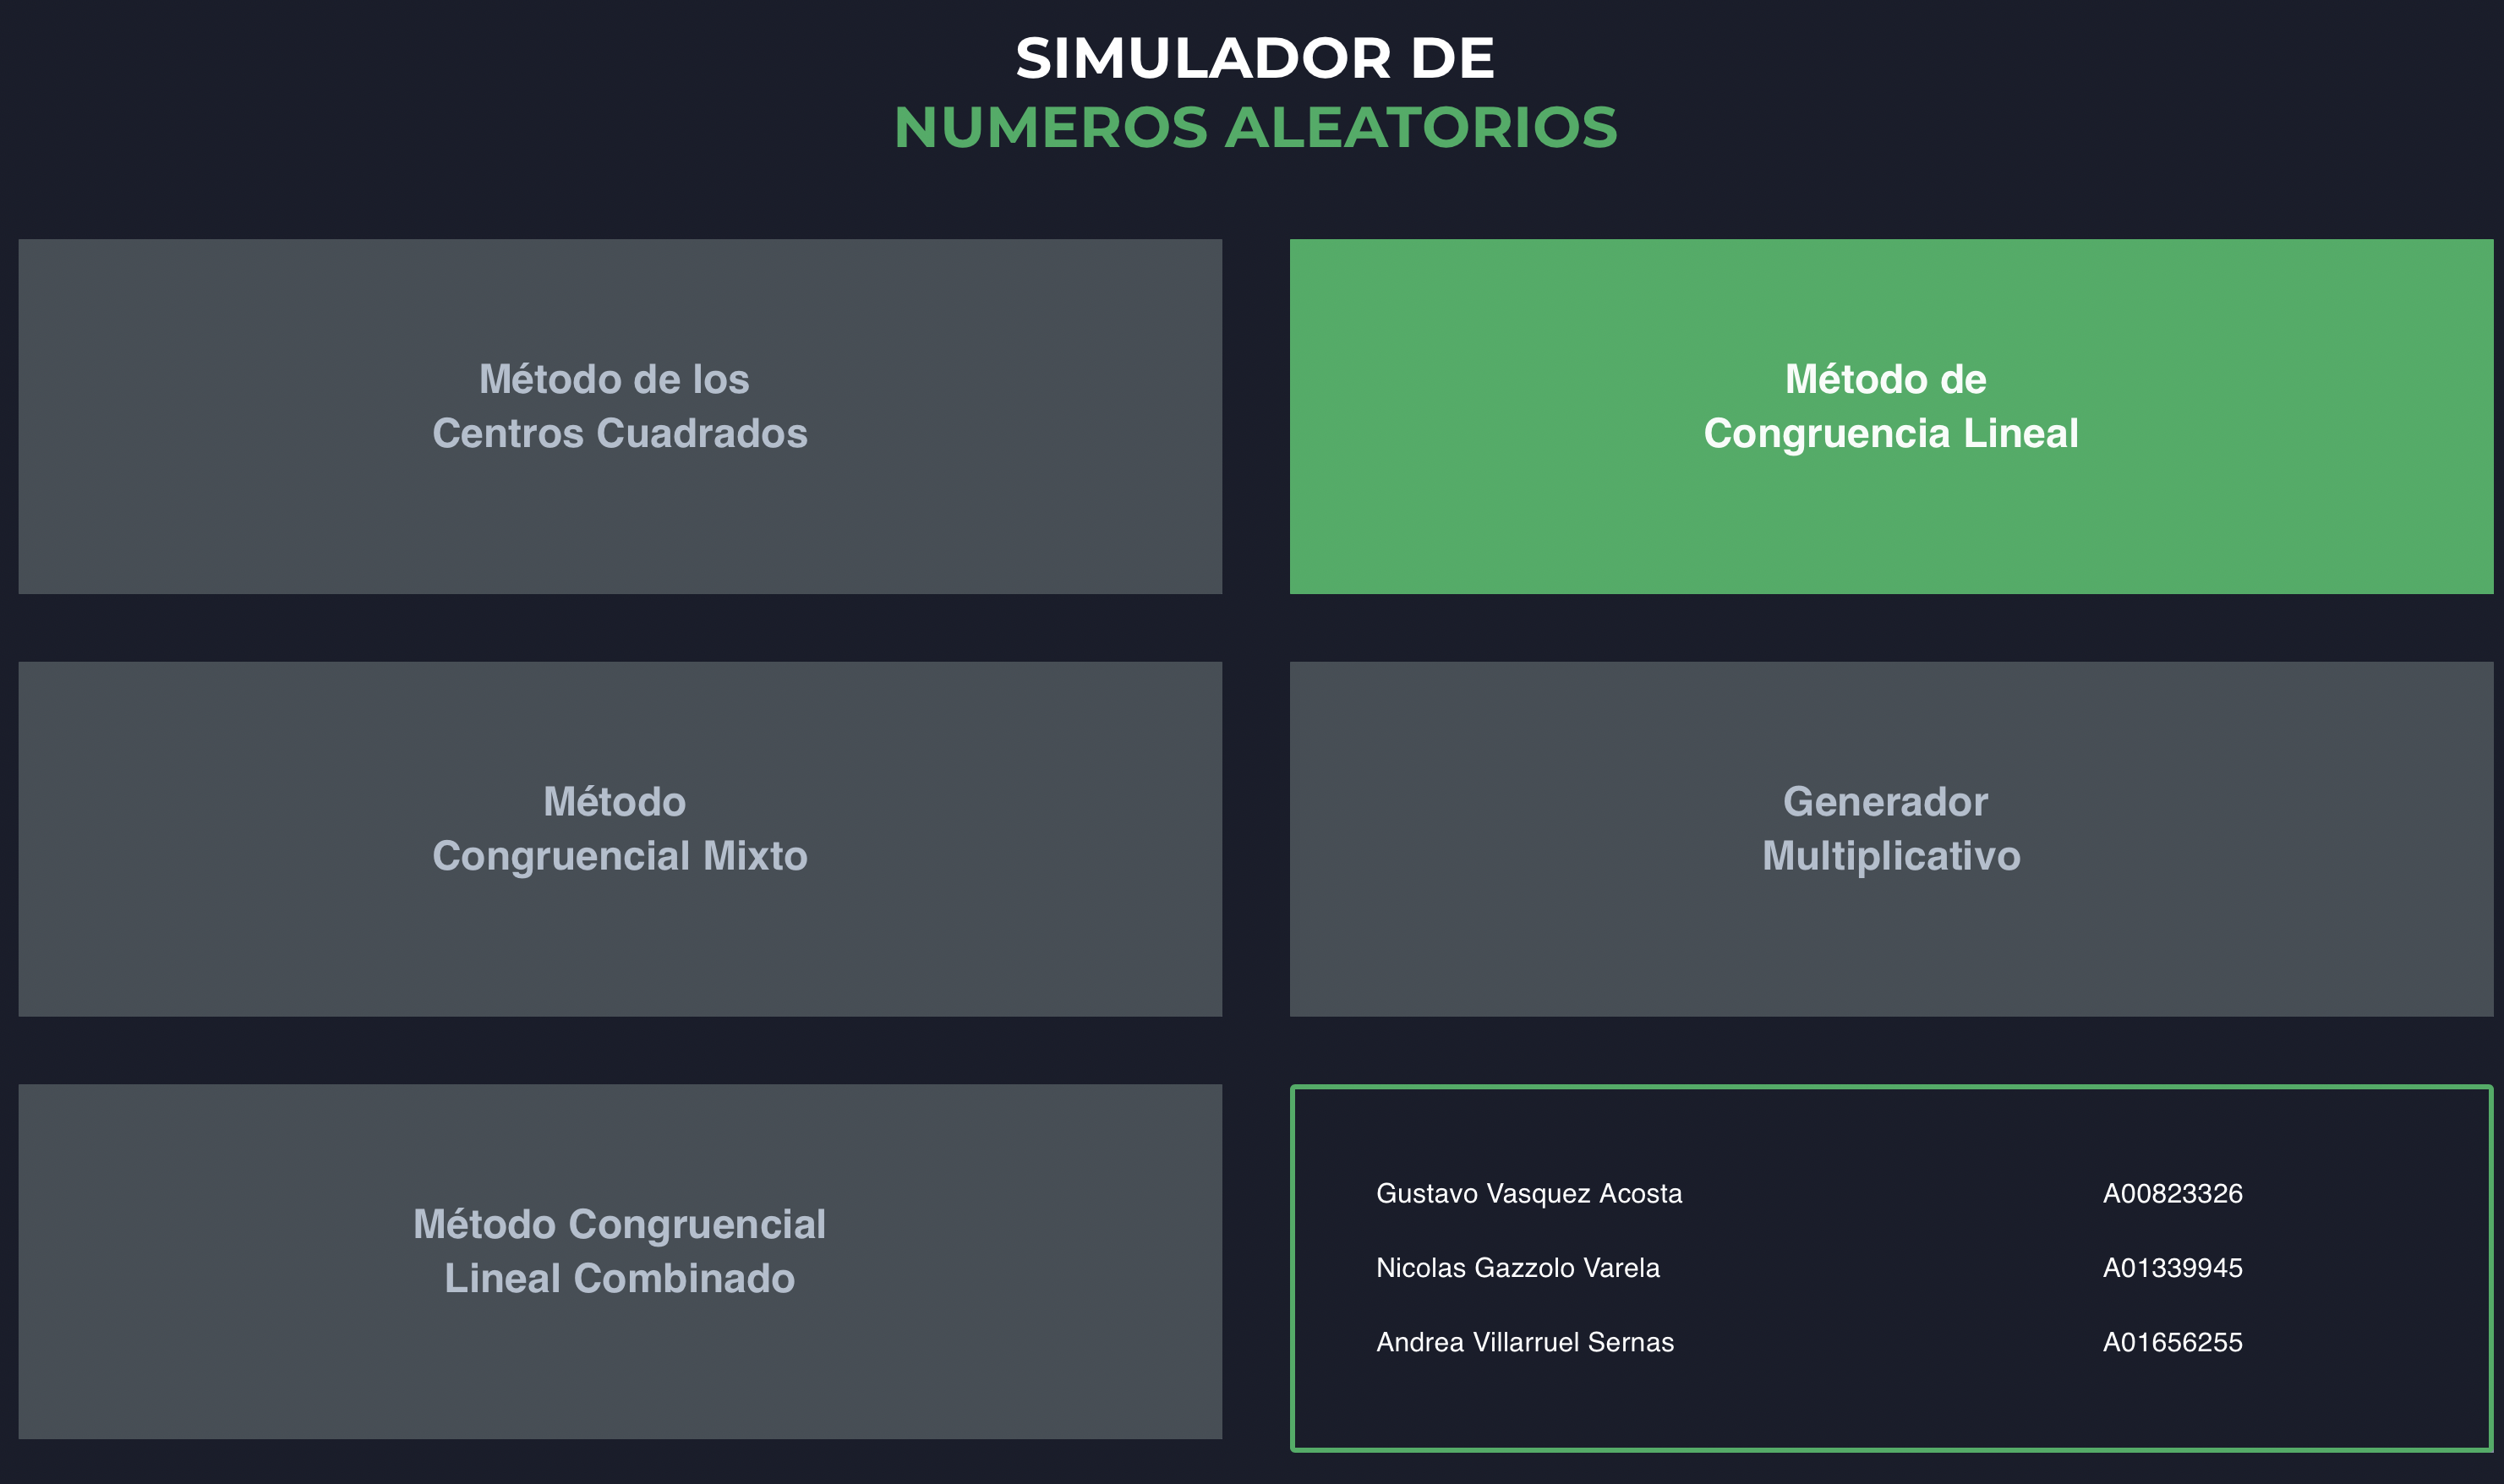 SIMULADOR DE
NUMEROS ALEATORIOS
Método de los
Centros Cuadrados
Método de
Congruencia Lineal
Método
Congruencial Mixto
Generador
Multiplicativo
Método Congruencial
Lineal Combinado
Gustavo Vasquez Acosta A00823326
Nicolas Gazzolo Varela A01339945
Andrea Villarruel Sernas A01656255